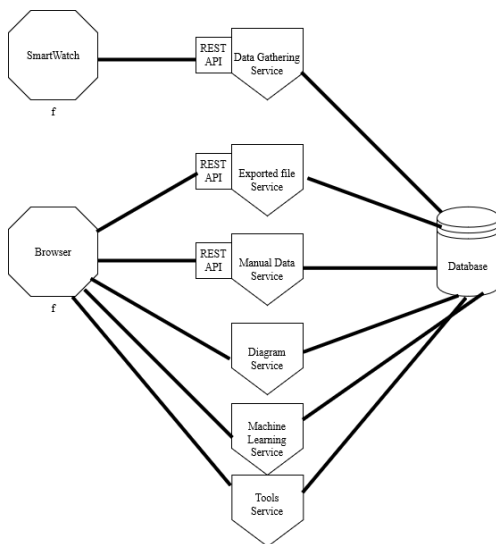 SmartWatch
f
REST
API
Data Gathering
Service
REST
API
Exported file
Service
Browser
f
REST
API
Manual Data
Service
Database
Diagram
Service
Machine
Learning
Service
Tools
Service